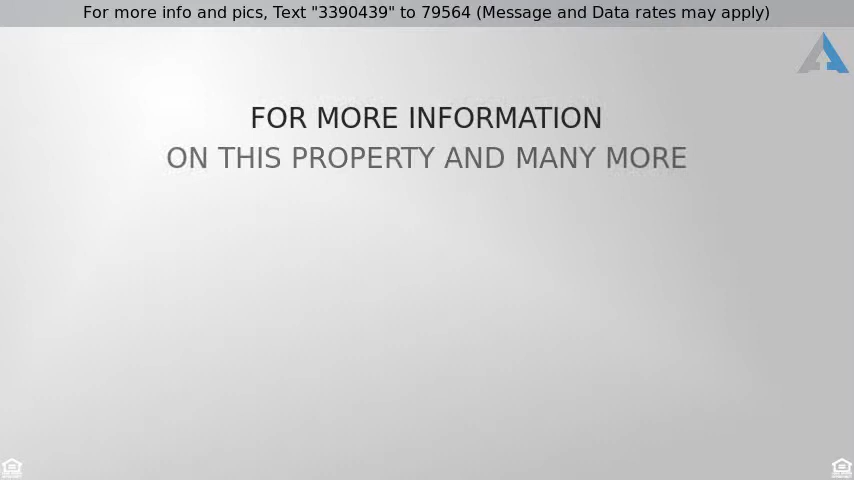 For more info and pics, Text "3390439" to 79564 (Message and Data rates may apply)
FOR MORE INFORMATION
ON THIS PROPERTY AND MANY MORE